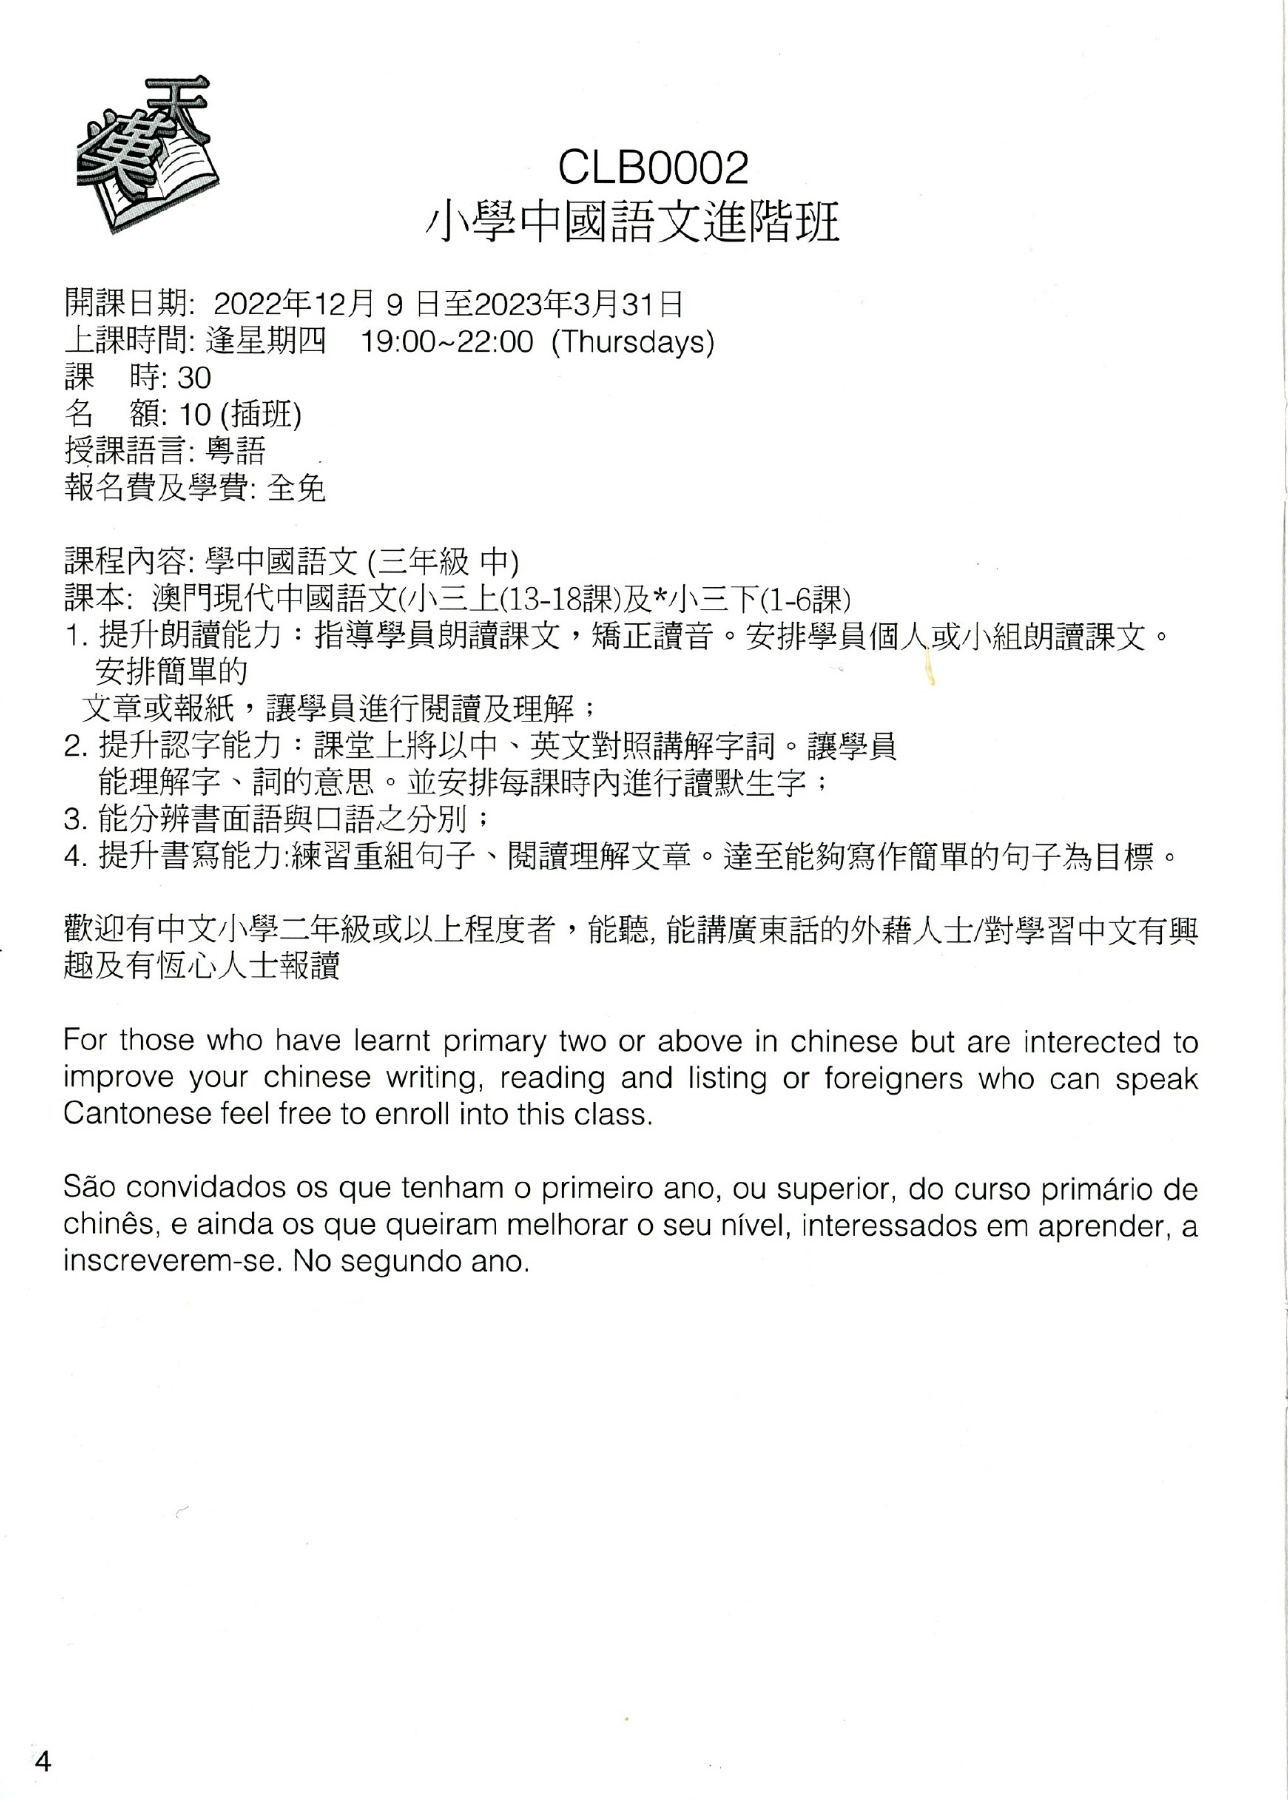 天
漢
CLB0002
小學中國語文進階班
開課日期: 2022年12月 9 日至2023年3月31日
上課時間: 逢星期四 19:00~22:00 (Thursdays)
課 時: 30
名 額: 10 (插班)
授課語言: 粵語
報名費及學費: 全免
課程內容: 學中國語文 (三年級 中)
課本: 澳門現代中國語文(小三上(13-18課)及*小三下(1-6課)
1. 提升朗讀能力：指導學員朗讀課文，矯正讀音。安排學員個人或小組朗讀課文。
安排簡單的
文章或報紙，讓學員進行閱讀及理解；
2. 提升認字能力：課堂上將以中、英文對照講解字詞。讓學員
能理解字、詞的意思。並安排每課時內進行讀默生字；
3. 能分辨書面語與口語之分別；
4. 提升書寫能力:練習重組句子、閱讀理解文章。達至能夠寫作簡單的句子為目標。
歡迎有中文小學二年級或以上程度者，能聽, 能講廣東話的外藉人士/對學習中文有興
趣及有恆心人士報讀
For those who have learnt primary two or above in chinese but are interected to
improve your chinese writing, reading and listing or foreigners who can speak
Cantonese feel free to enroll into this class.
São convidados os que tenham o primeiro ano, ou superior, do curso primário de
chinês, e ainda os que queiram melhorar o seu nível, interessados em aprender, a
inscreverem-se. No segundo ano.
4